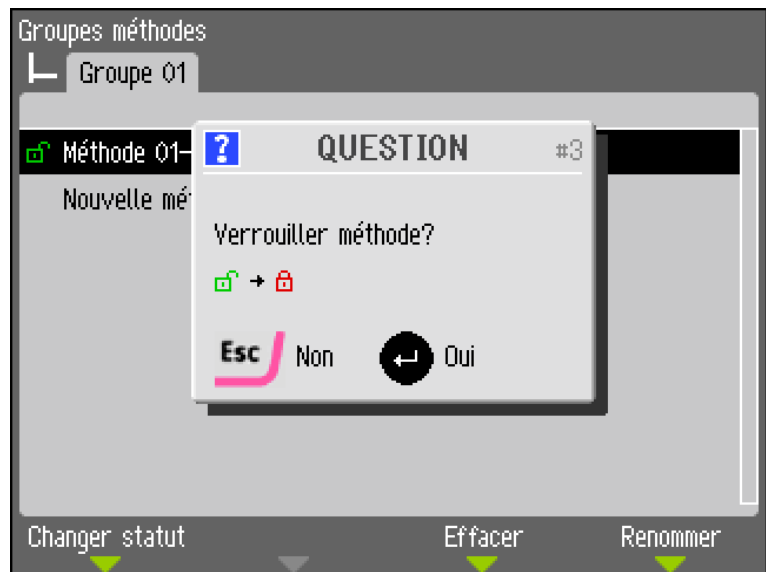 Groupes méthodes
Groupe 01
Méthode 01-
Nouvelle mé
? QUESTION #3
Verrouiller méthode?
Esc Non Oui
Changer statut Effacer Renommer